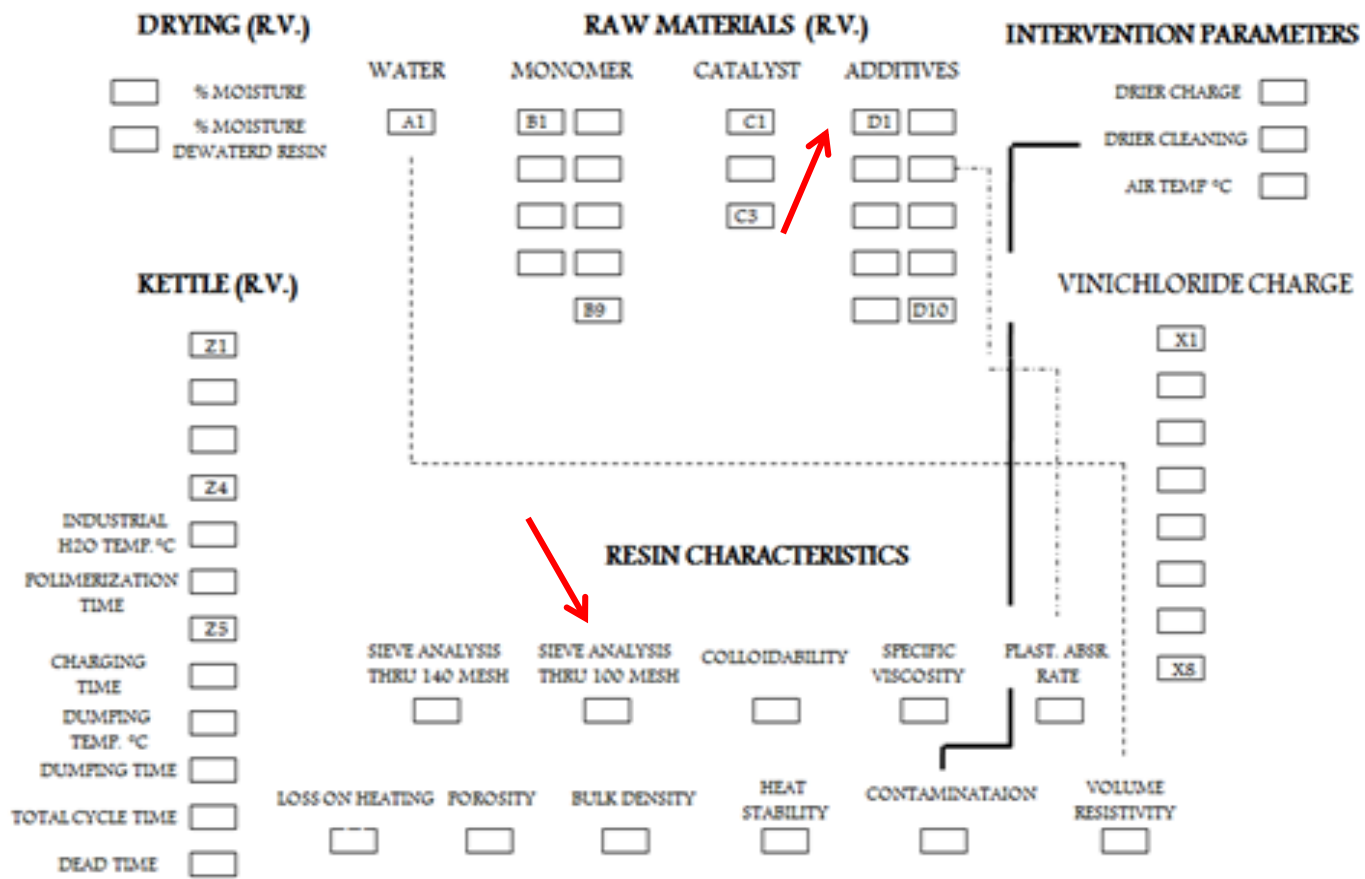 DRYING (R.V.)
% MOISTURE
% MOISTURE
DEWATERD RESIN
RAW MATERIALS (R.V.)
WATER
MONOMER
CATALYST
ADDITIVES
A1
B1
C1
D1
C3
B9
D10
INTERVENTION PARAMETERS
DRIER CHARGE
DRIER CLEANING
AIR TEMP ºC
KETTLE (R.V.)
Z1
Z4
INDUSTRIAL
H2O TEMP. ºC
POLIMERIZATION
TIME
Z5
CHARGING
TIME
DUMPING
TEMP. ºC
DUMPING TIME
TOTAL CYCLE TIME
DEAD TIME
VINICHLORIDE CHARGE
X1
X8
RESIN CHARACTERISTICS
SIEVE ANALYSIS
THRU 140 MESH
SIEVE ANALYSIS
THRU 100 MESH
COLLOIDABILITY
SPECIFIC
VISCOSITY
PLAST. ABSR.
RATE
LOSS ON HEATING
POROSITY
BULK DENSITY
HEAT
STABILITY
CONTAMINATAION
VOLUME
RESISTIVITY